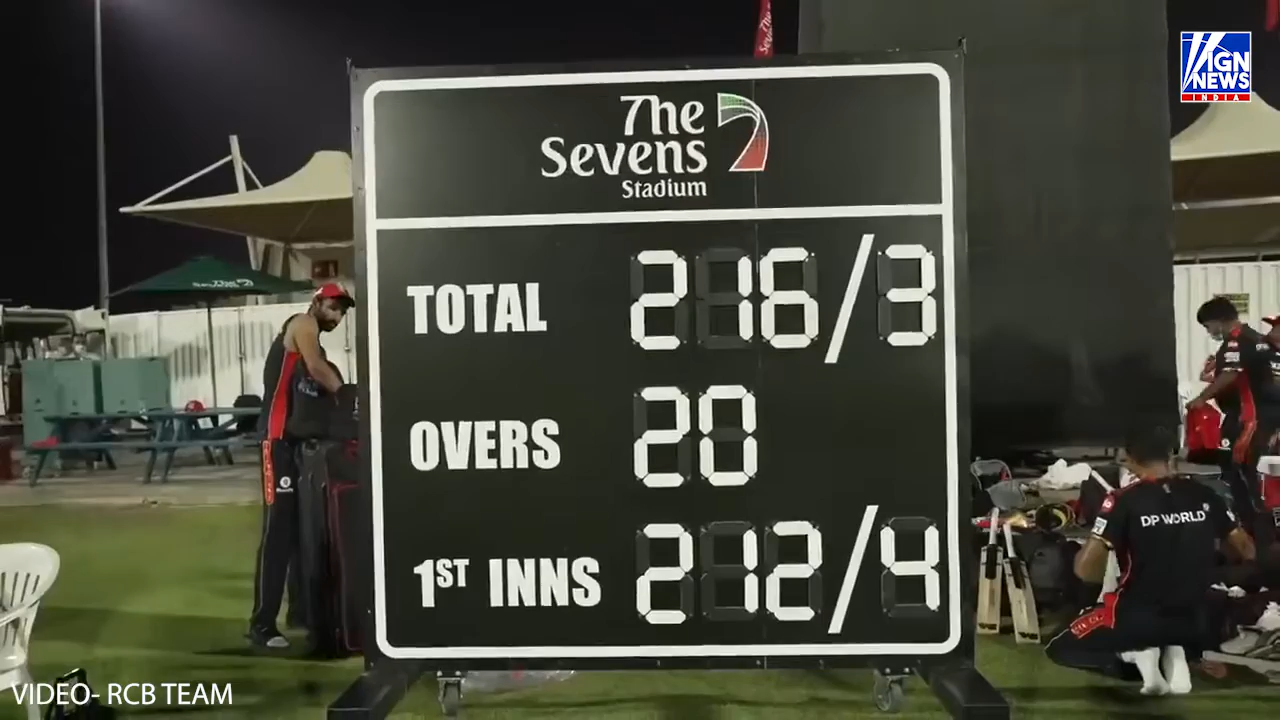 IGN
NEWS
INDIA
The
Sevens
Stadium
TOTAL 216/3
OVERS 20
1ST INNS 212/4
DP WORLD
VIDEO- RCB TEAM